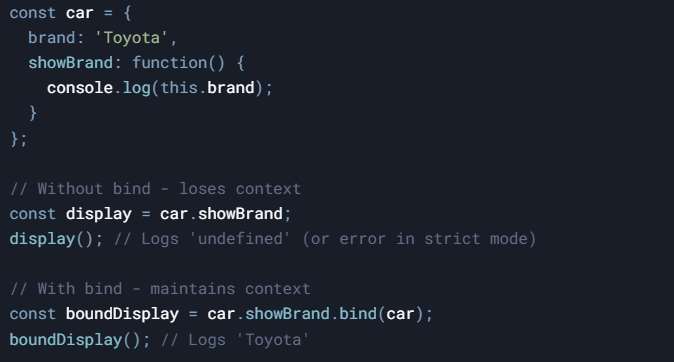 const car = {
  brand: 'Toyota',
  showBrand: function() {
    console.log(this.brand);
  }
};

// Without bind - loses context
const display = car.showBrand;
display(); // Logs 'undefined' (or error in strict mode)

// With bind - maintains context
const boundDisplay = car.showBrand.bind(car);
boundDisplay(); // Logs 'Toyota'